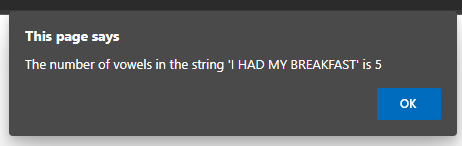 This page says
The number of vowels in the string 'I HAD MY BREAKFAST' is 5
OK